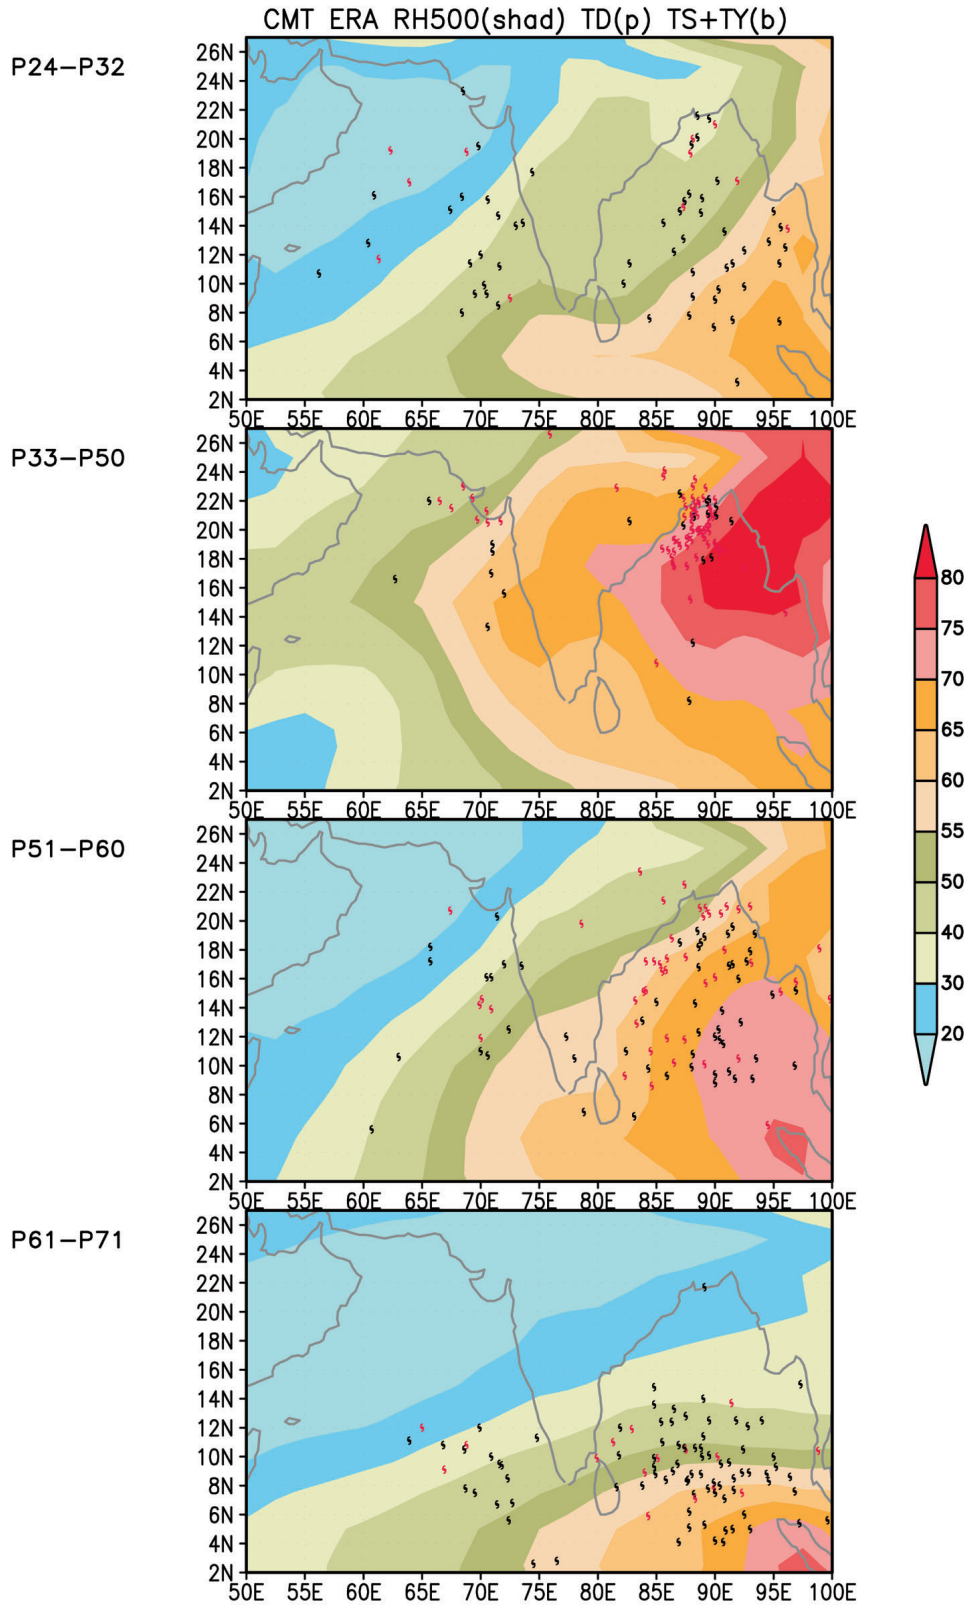 CMT ERA RH500(shad) TD(p) TS+TY(b)
P24−P32
26N
24N
22N
20N
18N
16N
14N
12N
10N
8N
6N
4N
2N
50E 55E 60E 65E 70E 75E 80E 85E 90E 95E 100E
P33−P50
26N
24N
22N
20N
18N
16N
14N
12N
10N
8N
6N
4N
2N
50E 55E 60E 65E 70E 75E 80E 85E 90E 95E 100E
80
75
70
65
60
55
50
40
30
20
P51−P60
26N
24N
22N
20N
18N
16N
14N
12N
10N
8N
6N
4N
2N
50E 55E 60E 65E 70E 75E 80E 85E 90E 95E 100E
P61−P71
26N
24N
22N
20N
18N
16N
14N
12N
10N
8N
6N
4N
2N
50E 55E 60E 65E 70E 75E 80E 85E 90E 95E 100E